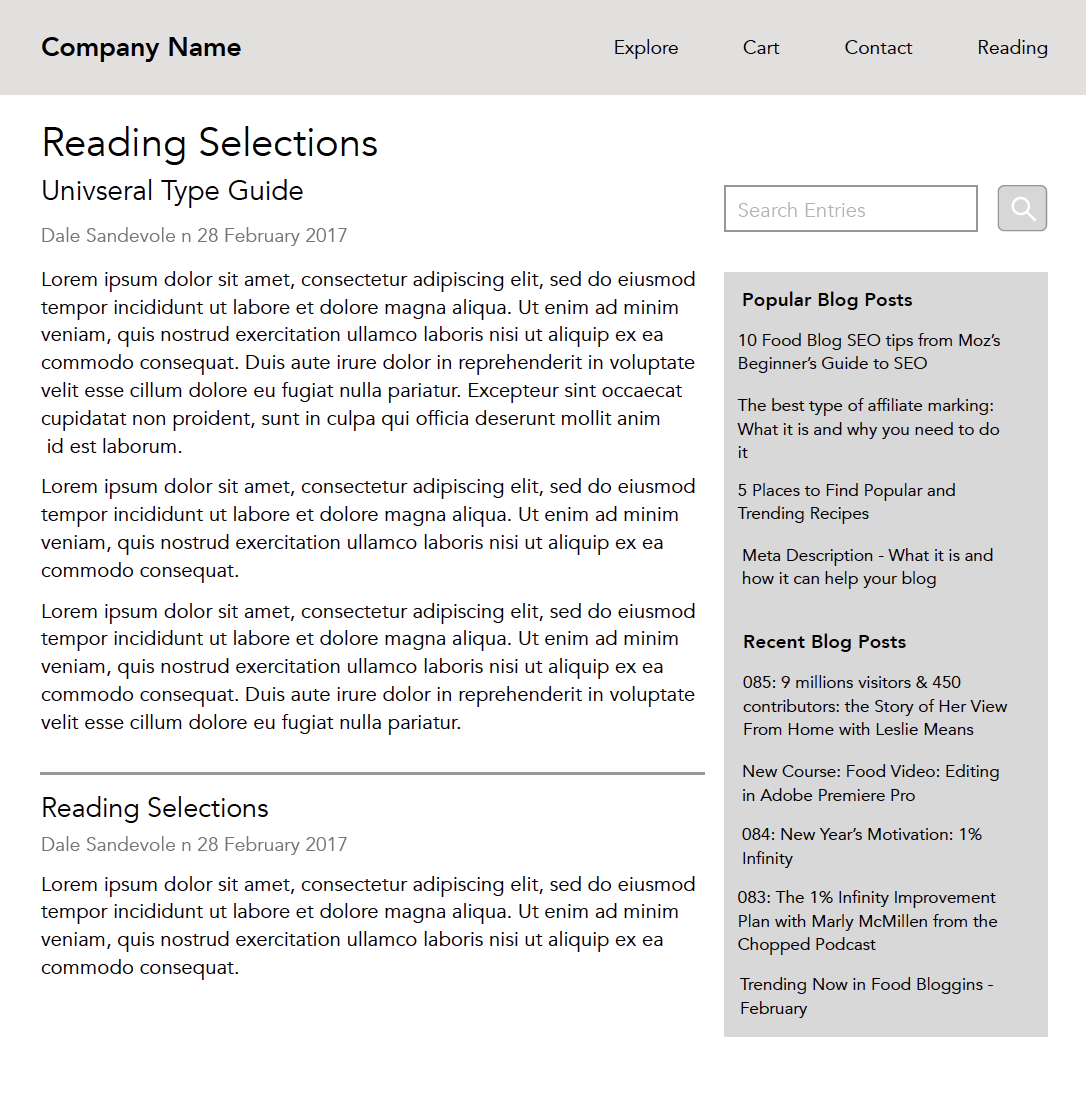 Company Name
Explore
Cart
Contact
Reading
Reading Selections
Univseral Type Guide
Dale Sandevole n 28 February 2017
Lorem ipsum dolor sit amet, consectetur adipiscing elit, sed do eiusmod
tempor incididunt ut labore et dolore magna aliqua. Ut enim ad minim
veniam, quis nostrud exercitation ullamco laboris nisi ut aliquip ex ea
commodo consequat. Duis aute irure dolor in reprehenderit in voluptate
velit esse cillum dolore eu fugiat nulla pariatur. Excepteur sint occaecat
cupidatat non proident, sunt in culpa qui officia deserunt mollit anim
id est laborum.
Lorem ipsum dolor sit amet, consectetur adipiscing elit, sed do eiusmod
tempor incididunt ut labore et dolore magna aliqua. Ut enim ad minim
veniam, quis nostrud exercitation ullamco laboris nisi ut aliquip ex ea
commodo consequat.
Lorem ipsum dolor sit amet, consectetur adipiscing elit, sed do eiusmod
tempor incididunt ut labore et dolore magna aliqua. Ut enim ad minim
veniam, quis nostrud exercitation ullamco laboris nisi ut aliquip ex ea
commodo consequat. Duis aute irure dolor in reprehenderit in voluptate
velit esse cillum dolore eu fugiat nulla pariatur.
Reading Selections
Dale Sandevole n 28 February 2017
Lorem ipsum dolor sit amet, consectetur adipiscing elit, sed do eiusmod
tempor incididunt ut labore et dolore magna aliqua. Ut enim ad minim
veniam, quis nostrud exercitation ullamco laboris nisi ut aliquip ex ea
commodo consequat.
Search Entries
Popular Blog Posts
10 Food Blog SEO tips from Moz’s
Beginner’s Guide to SEO
The best type of affiliate marking:
What it is and why you need to do
it
5 Places to Find Popular and
Trending Recipes
Meta Description - What it is and
how it can help your blog
Recent Blog Posts
085: 9 millions visitors & 450
contributors: the Story of Her View
From Home with Leslie Means
New Course: Food Video: Editing
in Adobe Premiere Pro
084: New Year’s Motivation: 1%
Infinity
083: The 1% Infinity Improvement
Plan with Marly McMillen from the
Chopped Podcast
Trending Now in Food Bloggins -
February